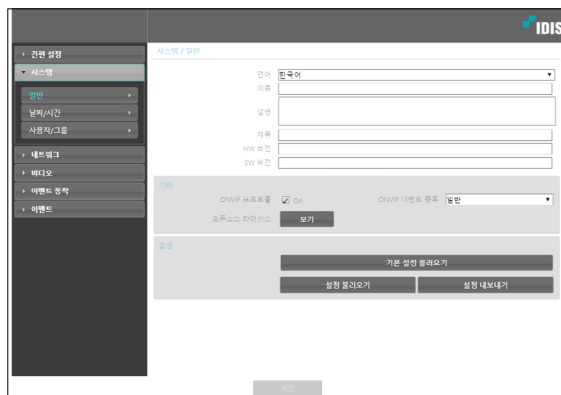 IDIS
간편 설정
시스템
일반
날짜/시간
사용자/그룹
네트워크
비디오
이벤트 동작
이벤트
시스템 / 일반
언어 한국어
이름
설명
제품
HW 버전
SW 버전
기타
ONVIF 프로토콜 On ONVIF 이벤트 종류 일반
오픈소스 라이선스 보기
설정
기본 설정 불러오기
설정 불러오기 설정 내보내기
저장